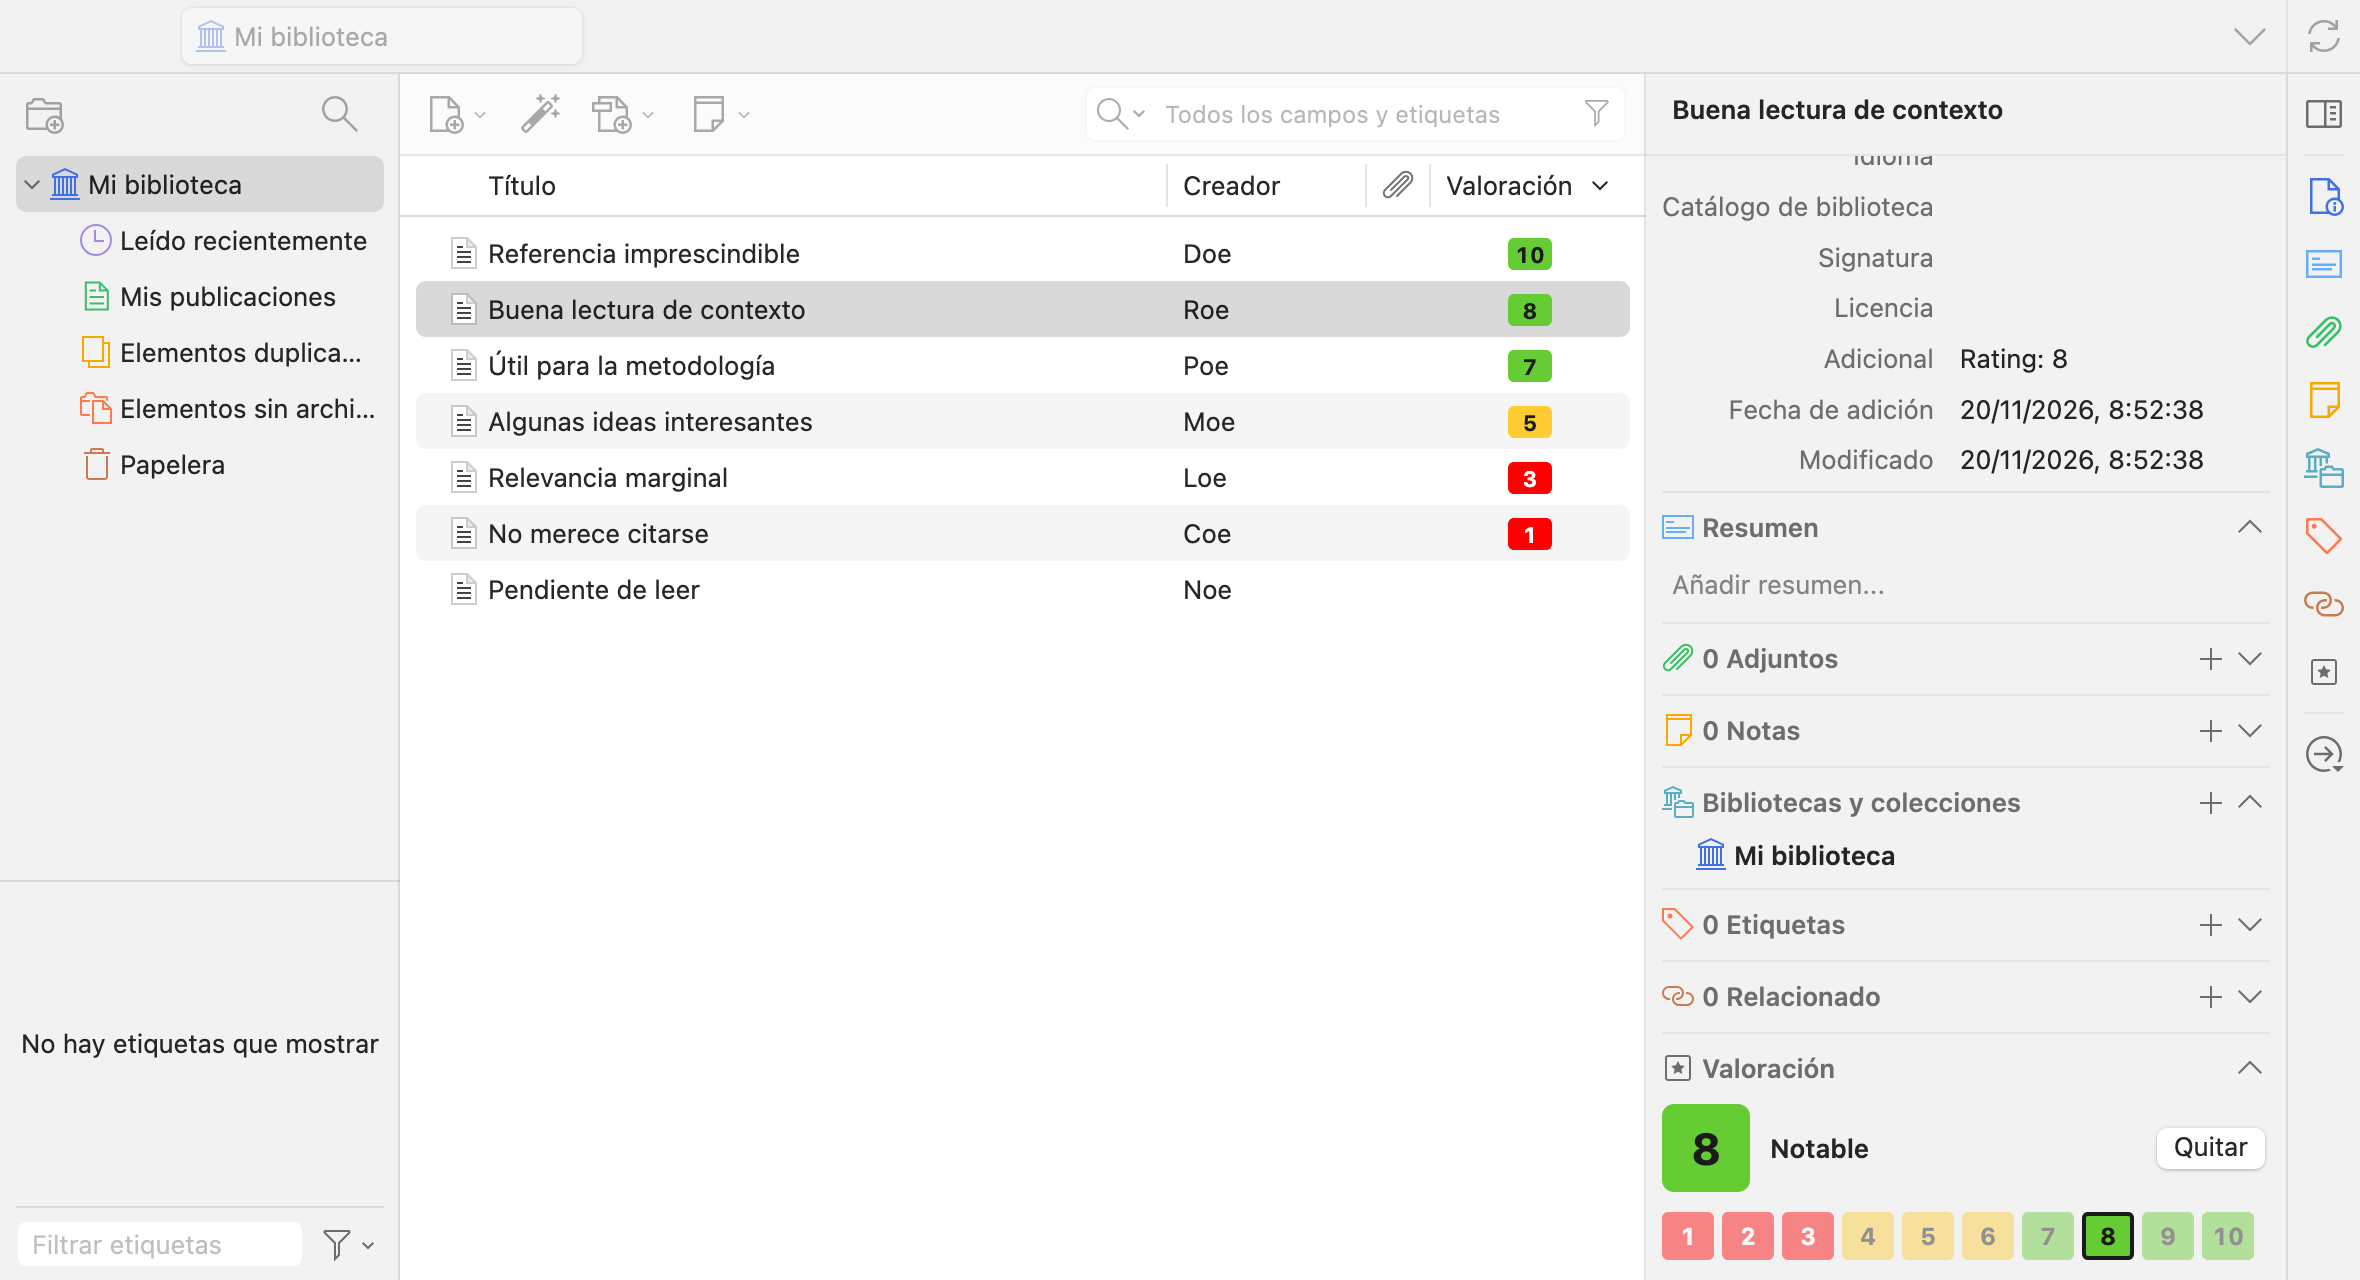 Mi biblioteca
Mi biblioteca
Leído recientemente
Mis publicaciones
Elementos duplica...
Elementos sin archi...
Papelera
No hay etiquetas que mostrar
Filtrar etiquetas
Todos los campos y etiquetas
Título Creador Valoración
Referencia imprescindible Doe 10
Buena lectura de contexto Roe 8
Útil para la metodología Poe 7
Algunas ideas interesantes Moe 5
Relevancia marginal Loe 3
No merece citarse Coe 1
Pendiente de leer Noe
Buena lectura de contexto
Idioma
Catálogo de biblioteca
Signatura
Licencia
Adicional Rating: 8
Fecha de adición 20/11/2026, 8:52:38
Modificado 20/11/2026, 8:52:38
Resumen
Añadir resumen...
0 Adjuntos
0 Notas
Bibliotecas y colecciones
Mi biblioteca
0 Etiquetas
0 Relacionado
Valoración
8 Notable Quitar
1 2 3 4 5 6 7 8 9 10